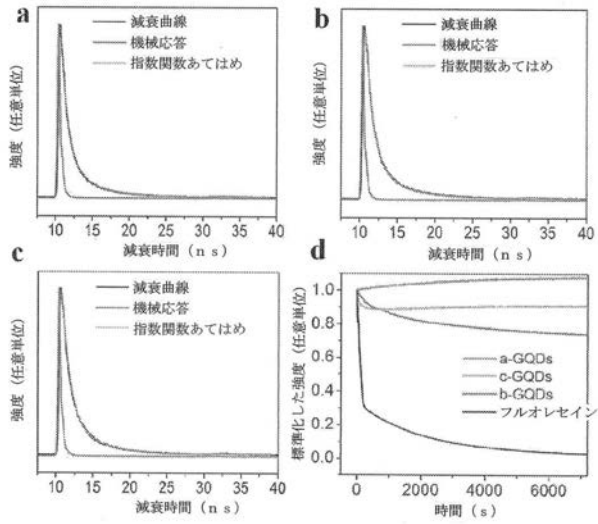 a
減衰曲線
機械応答
指数関数あてはめ
強度（任意単位）
10 15 20 25 30 35 40
減衰時間（ｎｓ）
b
減衰曲線
機械応答
指数関数あてはめ
強度（任意単位）
10 15 20 25 30 35 40
減衰時間（ｎｓ）
c
減衰曲線
機械応答
指数関数あてはめ
強度（任意単位）
10 15 20 25 30 35 40
減衰時間（ｎｓ）
d
標準化した強度（任意単位）
1.0
0.8
0.6
0.4
0.2
0.0
a-GQDs
c-GQDs
b-GQDs
フルオレセイン
0 2000 4000 6000
時間（s）